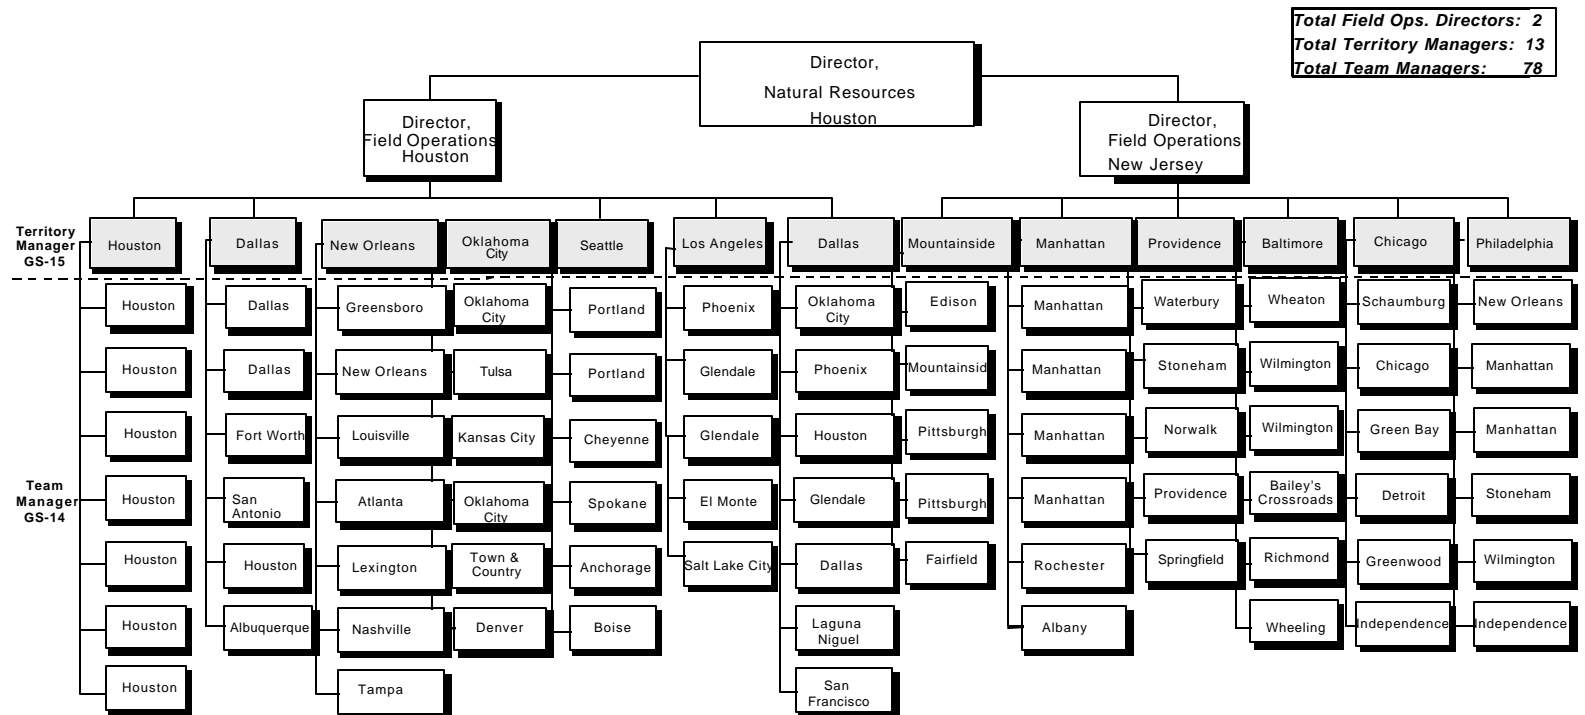 Total Field Ops. Directors: 2
Total Territory Managers: 13
Total Team Managers: 78
Director,
Natural Resources
Houston
Director,
Field Operations
Houston
Director,
Field Operations
New Jersey
Territory
Manager
GS-15
Houston
Dallas
New Orleans
Oklahoma
City
Seattle
Los Angeles
Dallas
Mountainside
Manhattan
Providence
Baltimore
Chicago
Philadelphia
Team
Manager
GS-14
Houston
Houston
Houston
Houston
Houston
Houston
Houston
Dallas
Dallas
Fort Worth
San
Antonio
Houston
Albuquerque
Greensboro
New Orleans
Louisville
Atlanta
Lexington
Nashville
Tampa
Oklahoma
City
Tulsa
Kansas City
Oklahoma
City
Town &
Country
Denver
Portland
Portland
Cheyenne
Spokane
Anchorage
Boise
Phoenix
Glendale
Glendale
El Monte
Salt Lake City
Oklahoma
City
Phoenix
Houston
Glendale
Dallas
Laguna
Niguel
San
Francisco
Edison
Mountainsid
Pittsburgh
Pittsburgh
Fairfield
Manhattan
Manhattan
Manhattan
Manhattan
Rochester
Albany
Waterbury
Stoneham
Norwalk
Providence
Springfield
Wheaton
Wilmington
Wilmington
Bailey's
Crossroads
Richmond
Wheeling
Schaumburg
Chicago
Green Bay
Detroit
Greenwood
Independence
New Orleans
Manhattan
Manhattan
Stoneham
Wilmington
Independence